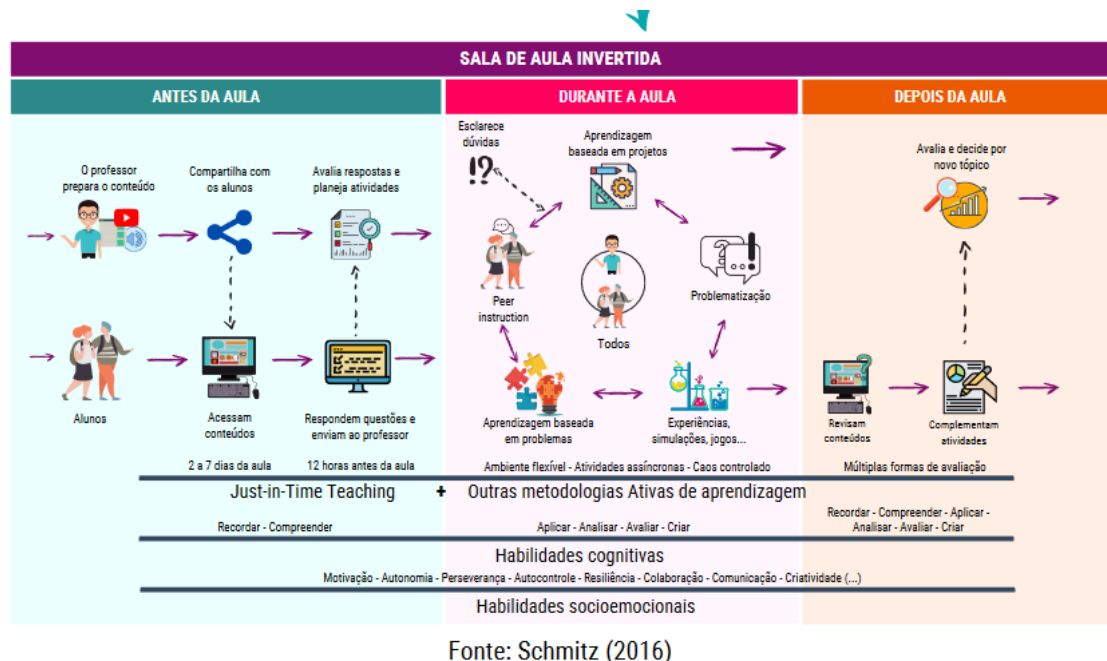 SALA DE AULA INVERTIDA
ANTES DA AULA
O professor
prepara o conteúdo
Compartilha com
os alunos
Avalia respostas e
planeja atividades
Alunos
Acessam
conteúdos
Respondem questões e
enviam ao professor
2 a 7 dias da aula
12 horas antes da aula
DURANTE A AULA
Esclarece
dúvidas
!?
Aprendizagem
baseada em projetos
Peer
instruction
Todos
Problematização
Aprendizagem baseada
em problemas
Experiências,
simulações, jogos...
Ambiente flexível - Atividades assíncronas - Caos controlado
DEPOIS DA AULA
Avalia e decide por
novo tópico
Revisam
conteúdos
Complementam
atividades
Múltiplas formas de avaliação
Just-in-Time Teaching + Outras metodologias Ativas de aprendizagem
Recordar - Compreender
Aplicar - Analisar - Avaliar - Criar
Recordar - Compreender - Aplicar -
Analisar - Avaliar - Criar
Habilidades cognitivas
Motivação - Autonomia - Perseverança - Autocontrole - Resiliência - Colaboração - Comunicação - Criatividade (...)
Habilidades socioemocionais
Fonte: Schmitz (2016)